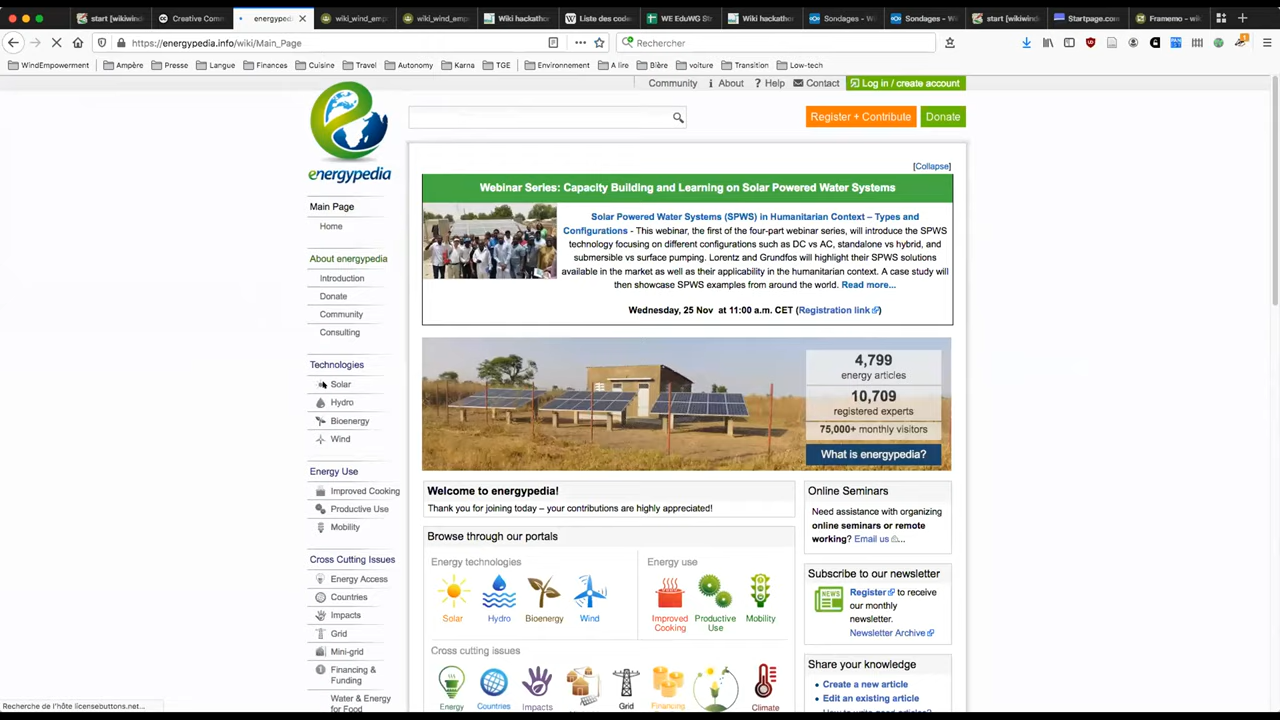 start [wikiwind
Creative Comm
energypedia
wiki_wind_emp
wiki_wind_emp
Wiki hackathor
Liste des codes
WE EduWG Str
Wiki hackathor
Sondages - W
Sondages - W
start [wikiwind
Startpage.com
Framemo – wiki
https://energypedia.info/wiki/Main_Page
Rechercher
WindEmpowerment
Ampère
Presse
Langue
Finances
Cuisine
Travel
Autonomy
Karna
TGE
Environnement
A lire
Bière
voiture
Transition
Low-tech
Community
About
Help
Contact
Log in / create account
Register + Contribute
Donate
energypedia
[Collapse]
Webinar Series: Capacity Building and Learning on Solar Powered Water Systems
Solar Powered Water Systems (SPWS) in Humanitarian Context – Types and
Configurations - This webinar, the first of the four-part webinar series, will introduce the SPWS
technology focusing on different configurations such as DC vs AC, standalone vs hybrid, and
submersible vs surface pumping. Lorentz and Grundfos will highlight their SPWS solutions
available in the market as well as their applicability in the humanitarian context. A case study will
then showcase SPWS examples from around the world. Read more...
Wednesday, 25 Nov at 11:00 a.m. CET (Registration link)
Main Page
Home
About energypedia
Introduction
Donate
Community
Consulting
Technologies
Solar
Hydro
Bioenergy
Wind
Energy Use
Improved Cooking
Productive Use
Mobility
Cross Cutting Issues
Energy Access
Countries
Impacts
Grid
Mini-grid
Financing &
Funding
Water & Energy
for Food
4,799
energy articles
10,709
registered experts
75,000+ monthly visitors
What is energypedia?
Welcome to energypedia!
Thank you for joining today – your contributions are highly appreciated!
Browse through our portals
Energy technologies
Solar
Hydro
Bioenergy
Wind
Energy use
Improved
Cooking
Productive
Use
Mobility
Cross cutting issues
Energy
Countries
Impacts
Grid
Financing
Climate
Online Seminars
Need assistance with organizing
online seminars or remote
working? Email us ...
Subscribe to our newsletter
NEWS
Register to receive
our monthly
newsletter.
Newsletter Archive
Share your knowledge
Create a new article
Edit an existing article
Recherche de l'hôte licensebuttons.net...